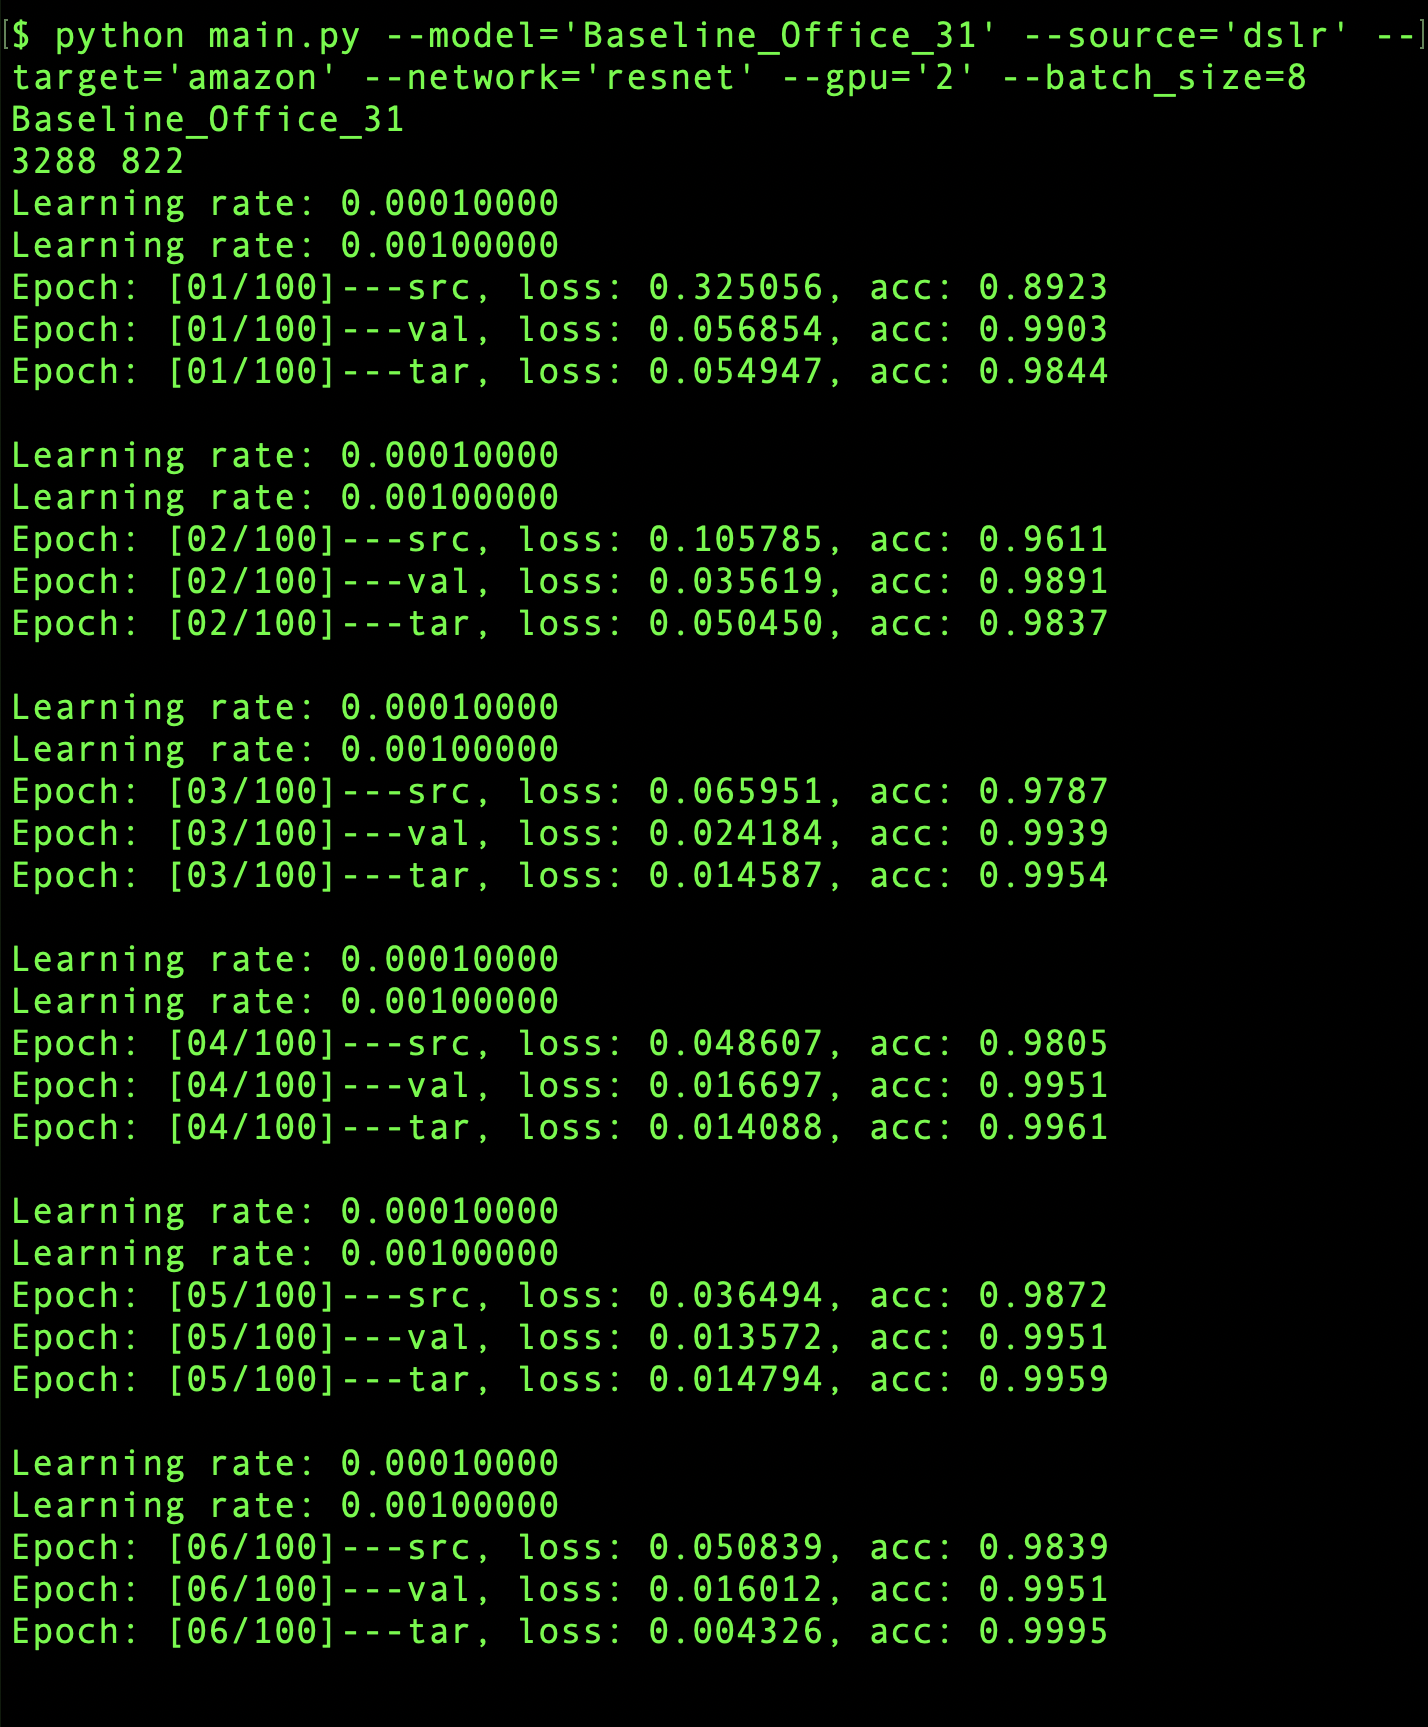 $ python main.py --model='Baseline_Office_31' --source='dslr' --
target='amazon' --network='resnet' --gpu='2' --batch_size=8
Baseline_Office_31
3288 822
Learning rate: 0.00010000
Learning rate: 0.00100000
Epoch: [01/100]---src, loss: 0.325056, acc: 0.8923
Epoch: [01/100]---val, loss: 0.056854, acc: 0.9903
Epoch: [01/100]---tar, loss: 0.054947, acc: 0.9844

Learning rate: 0.00010000
Learning rate: 0.00100000
Epoch: [02/100]---src, loss: 0.105785, acc: 0.9611
Epoch: [02/100]---val, loss: 0.035619, acc: 0.9891
Epoch: [02/100]---tar, loss: 0.050450, acc: 0.9837

Learning rate: 0.00010000
Learning rate: 0.00100000
Epoch: [03/100]---src, loss: 0.065951, acc: 0.9787
Epoch: [03/100]---val, loss: 0.024184, acc: 0.9939
Epoch: [03/100]---tar, loss: 0.014587, acc: 0.9954

Learning rate: 0.00010000
Learning rate: 0.00100000
Epoch: [04/100]---src, loss: 0.048607, acc: 0.9805
Epoch: [04/100]---val, loss: 0.016697, acc: 0.9951
Epoch: [04/100]---tar, loss: 0.014088, acc: 0.9961

Learning rate: 0.00010000
Learning rate: 0.00100000
Epoch: [05/100]---src, loss: 0.036494, acc: 0.9872
Epoch: [05/100]---val, loss: 0.013572, acc: 0.9951
Epoch: [05/100]---tar, loss: 0.014794, acc: 0.9959

Learning rate: 0.00010000
Learning rate: 0.00100000
Epoch: [06/100]---src, loss: 0.050839, acc: 0.9839
Epoch: [06/100]---val, loss: 0.016012, acc: 0.9951
Epoch: [06/100]---tar, loss: 0.004326, acc: 0.9995